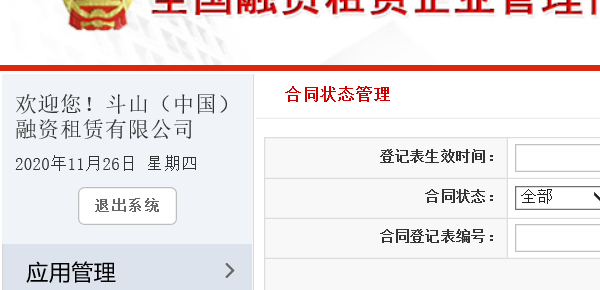 全国融资租赁企业管理信
欢迎您！斗山（中国）
融资租赁有限公司
2020年11月26日 星期四
退出系统
应用管理
合同状态管理
登记表生效时间：
合同状态：
全部
合同登记表编号：